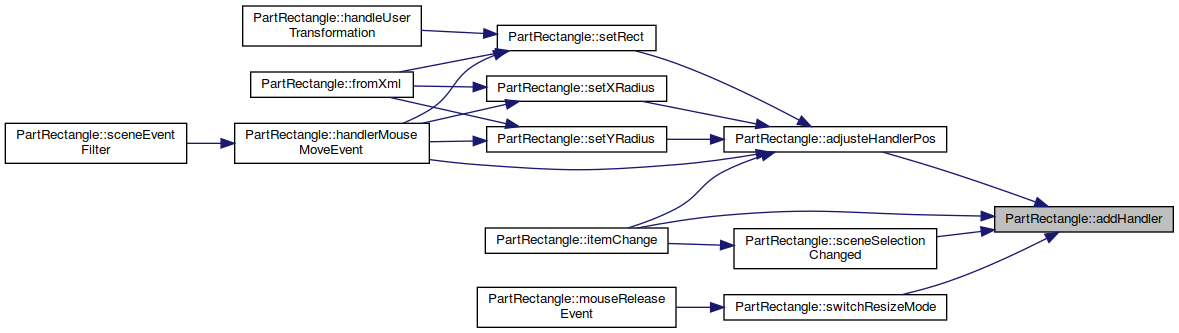 PartRectangle::handleUser
Transformation
PartRectangle::setRect
PartRectangle::fromXml
PartRectangle::setXRadius
PartRectangle::sceneEvent
Filter
PartRectangle::handlerMouse
MoveEvent
PartRectangle::setYRadius
PartRectangle::adjusteHandlerPos
PartRectangle::addHandler
PartRectangle::itemChange
PartRectangle::sceneSelection
Changed
PartRectangle::mouseRelease
Event
PartRectangle::switchResizeMode